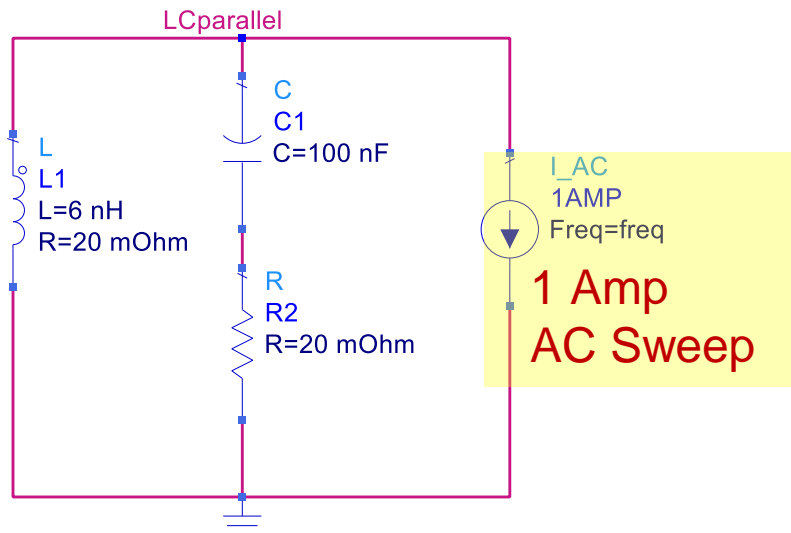 LCparallel
C
C1
C=100 nF
L
L1
L=6 nH
R=20 mOhm
R
R2
R=20 mOhm
I_AC
1AMP
Freq=freq
1 Amp
AC Sweep